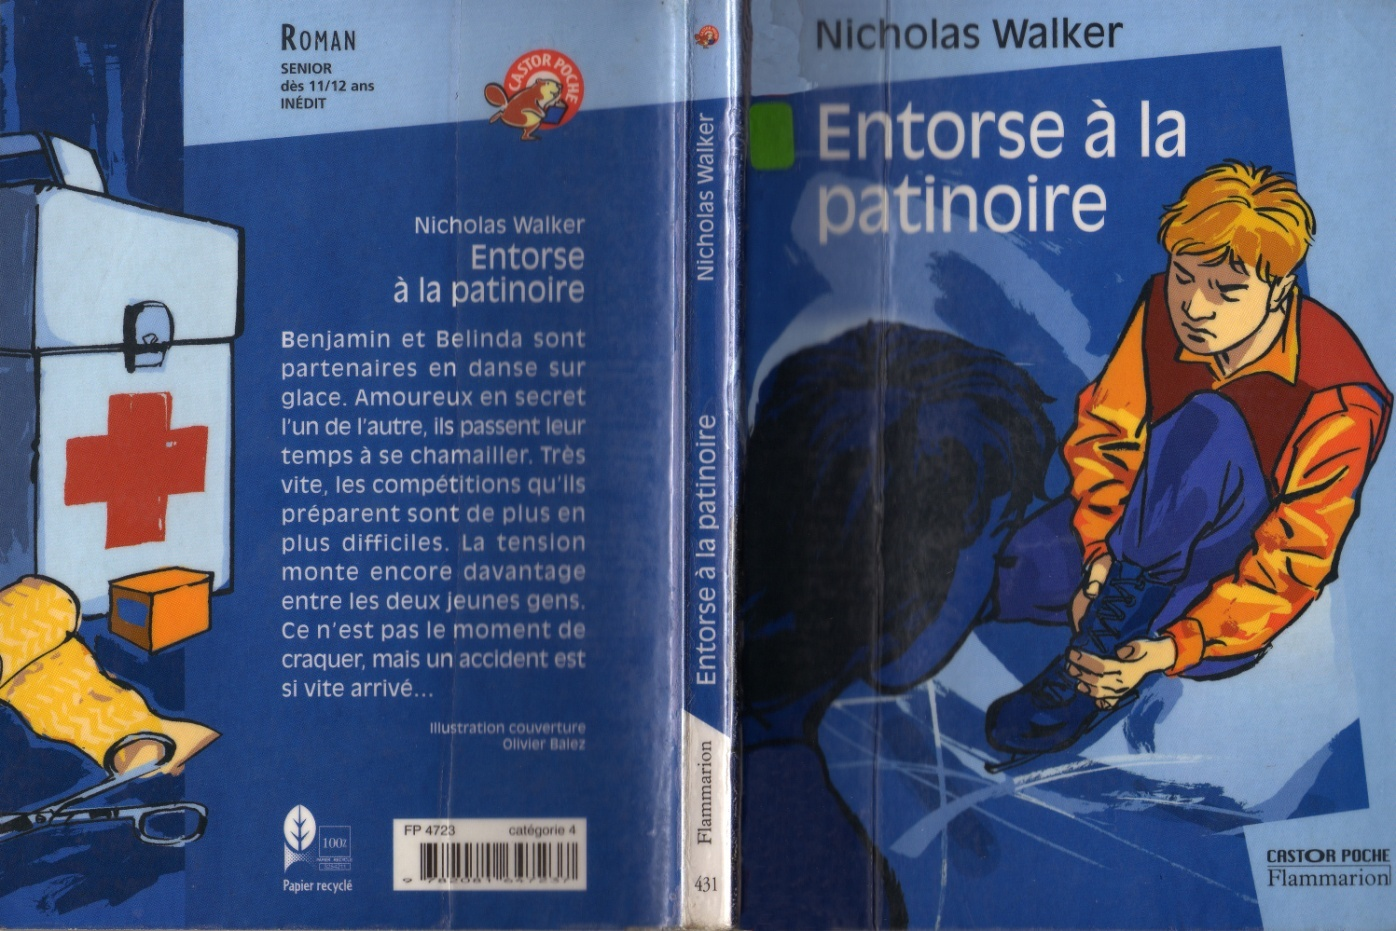 ROMAN
SENIOR
dès 11/12 ans
INÉDIT
CASTOR POCHE
Nicholas Walker
Entorse
à la patinoire
Benjamin et Belinda sont
partenaires en danse sur
glace. Amoureux en secret
l'un de l'autre, ils passent leur
temps à se chamailler. Très
vite, les compétitions qu'ils
préparent sont de plus en
plus difficiles. La tension
monte encore davantage
entre les deux jeunes gens.
Ce n'est pas le moment de
craquer, mais un accident est
si vite arrivé...
Illustration couverture
Olivier Balez
100%
Papier recyclé
FP 4723 catégorie 4
9 782081 647237
Nicholas Walker
Entorse à la patinoire
Flammarion
431
Nicholas Walker
Entorse à la
patinoire
CASTOR POCHE
Flammarion